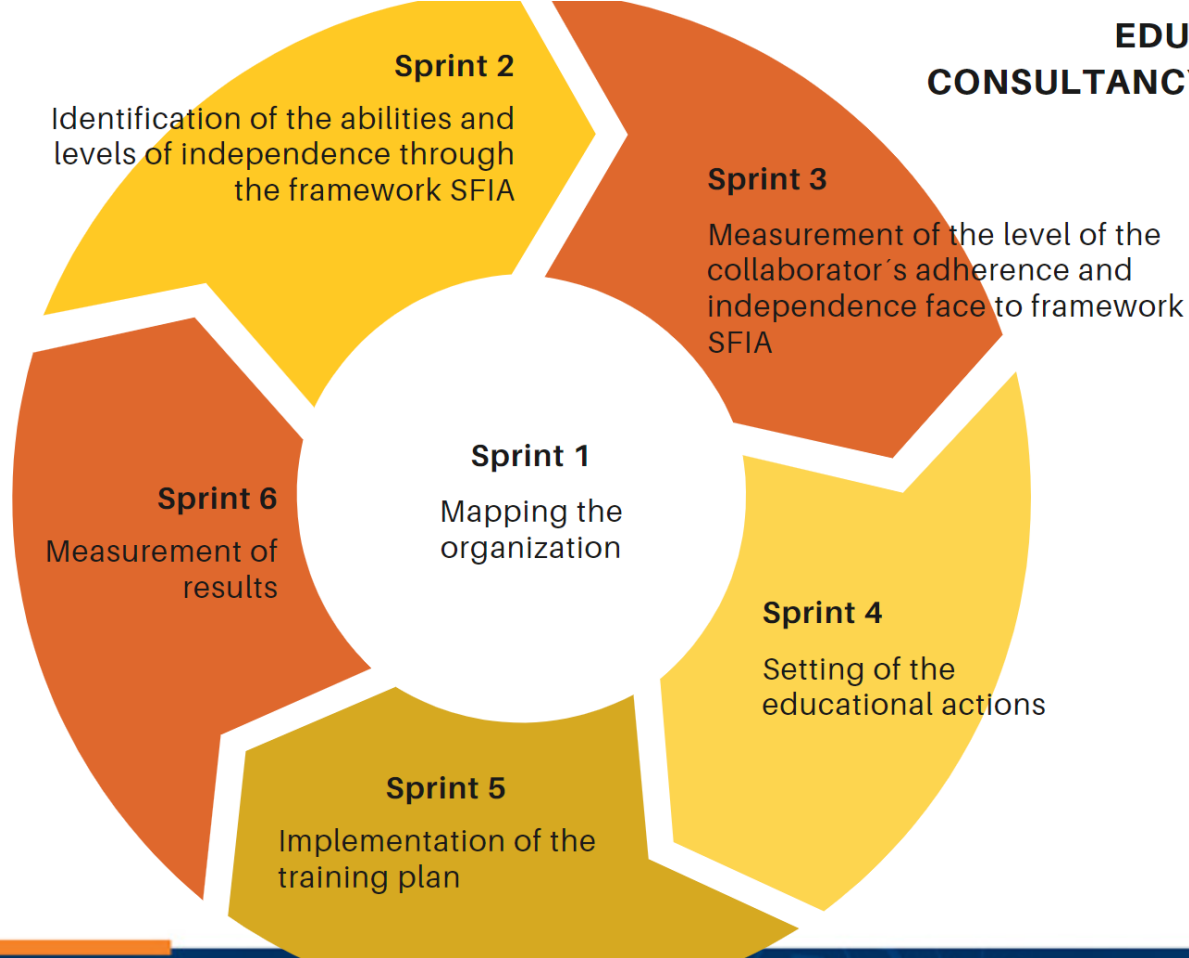 EDU
CONSULTANCY
Sprint 2
Identification of the abilities and
levels of independence through
the framework SFIA
Sprint 3
Measurement of the level of the
collaborator´s adherence and
independence face to framework
SFIA
Sprint 1
Mapping the
organization
Sprint 6
Measurement of
results
Sprint 4
Setting of the
educational actions
Sprint 5
Implementation of the
training plan